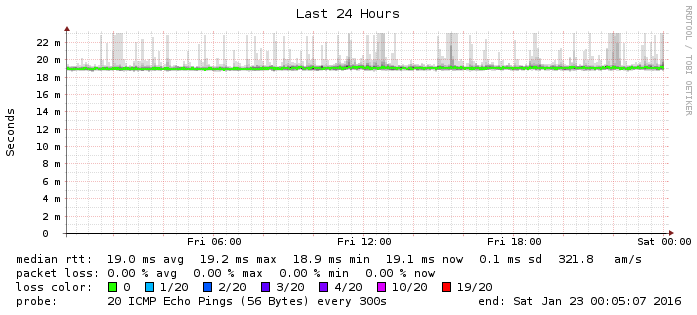 Last 24 Hours
RRDTOOL / TOBI OETIKER
Seconds
22 m
20 m
18 m
16 m
14 m
12 m
10 m
8 m
6 m
4 m
2 m
0
Fri 06:00 Fri 12:00 Fri 18:00 Sat 00:00
median rtt: 19.0 ms avg 19.2 ms max 18.9 ms min 19.1 ms now 0.1 ms sd 321.8 am/s
packet loss: 0.00 % avg 0.00 % max 0.00 % min 0.00 % now
loss color: 0 1/20 2/20 3/20 4/20 10/20 19/20
probe: 20 ICMP Echo Pings (56 Bytes) every 300s end: Sat Jan 23 00:05:07 2016